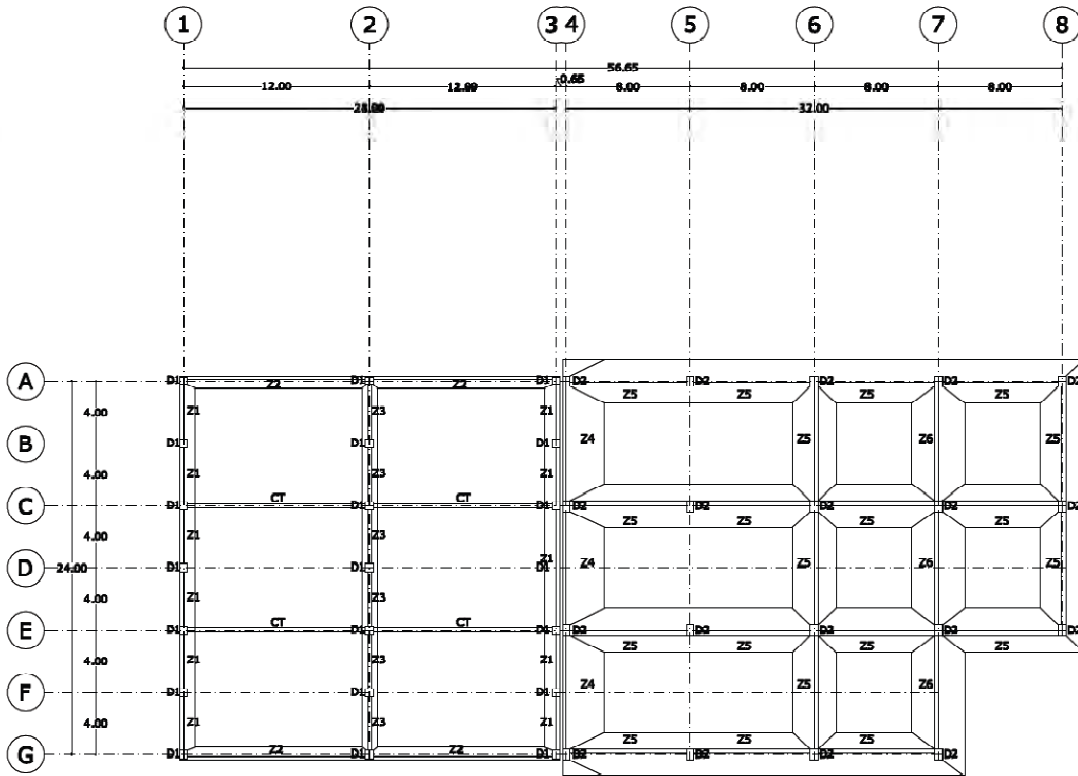 1 2 3 4 5 6 7 8
56.65
0.65
12.00 12.00 8.00 8.00 8.00 8.00
28.00 32.00
A D1 D1 D1 D2 D2 D2 D2
Z2 Z2 Z5 Z5 Z5 Z5
4.00 Z1 Z3 Z1
Z4 Z5 Z6 Z5
B D1 D1 D1
4.00 Z1 Z3 Z1
CT CT
C D1 D1 D1 D2 D2 D2 D2
Z5 Z5 Z5 Z5
4.00 Z1 Z3
Z1 Z4 Z5 Z6 Z5
D 24.00 D1 D1 D1
4.00 Z1 Z3
CT CT
E D1 D1 D1 D2 D2 D2 D2
Z5 Z5 Z5 Z5
4.00 Z1 Z3 Z1
Z4 Z5 Z6
F D1 D1 D1
4.00 Z1 Z3 Z1
Z2 Z2 Z5 Z5 Z5
G D1 D1 D1 D2 D2 D2 D2